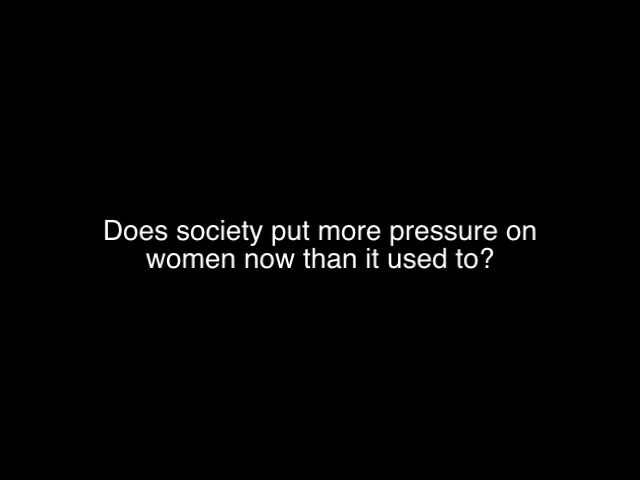 Does society put more pressure on
women now than it used to?